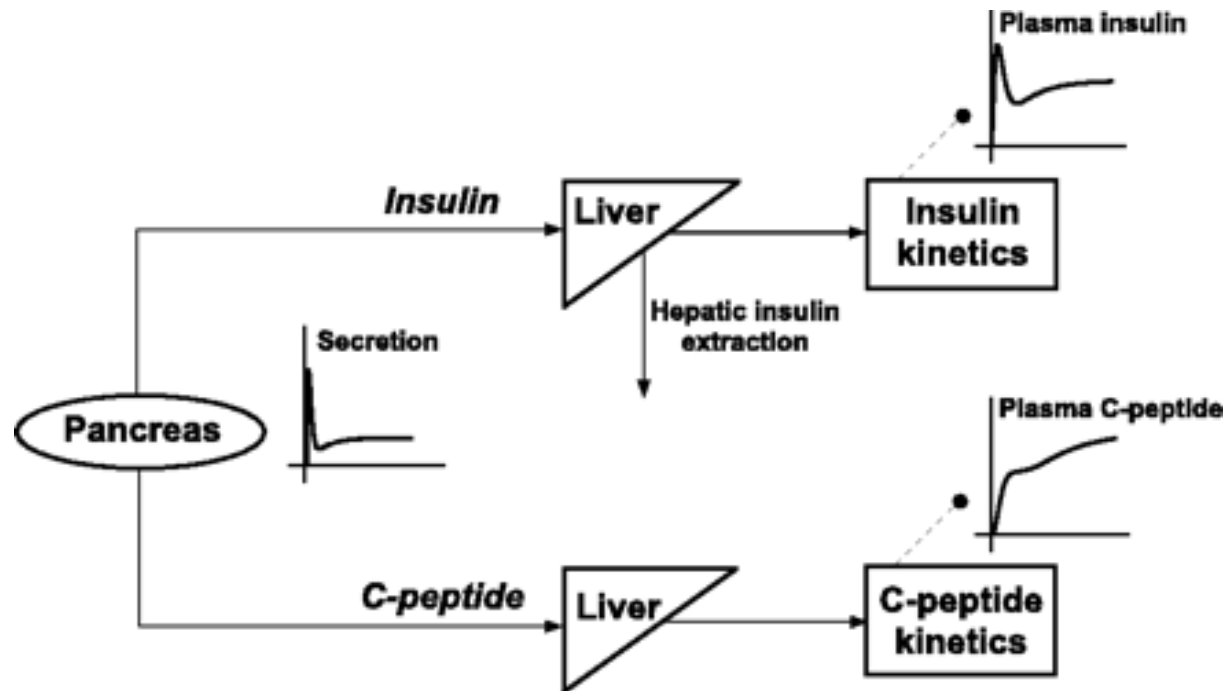 Plasma insulin
Insulin
Liver
Insulin
kinetics
Hepatic insulin
extraction
Secretion
Pancreas
Plasma C-peptide
C-peptide
Liver
C-peptide
kinetics